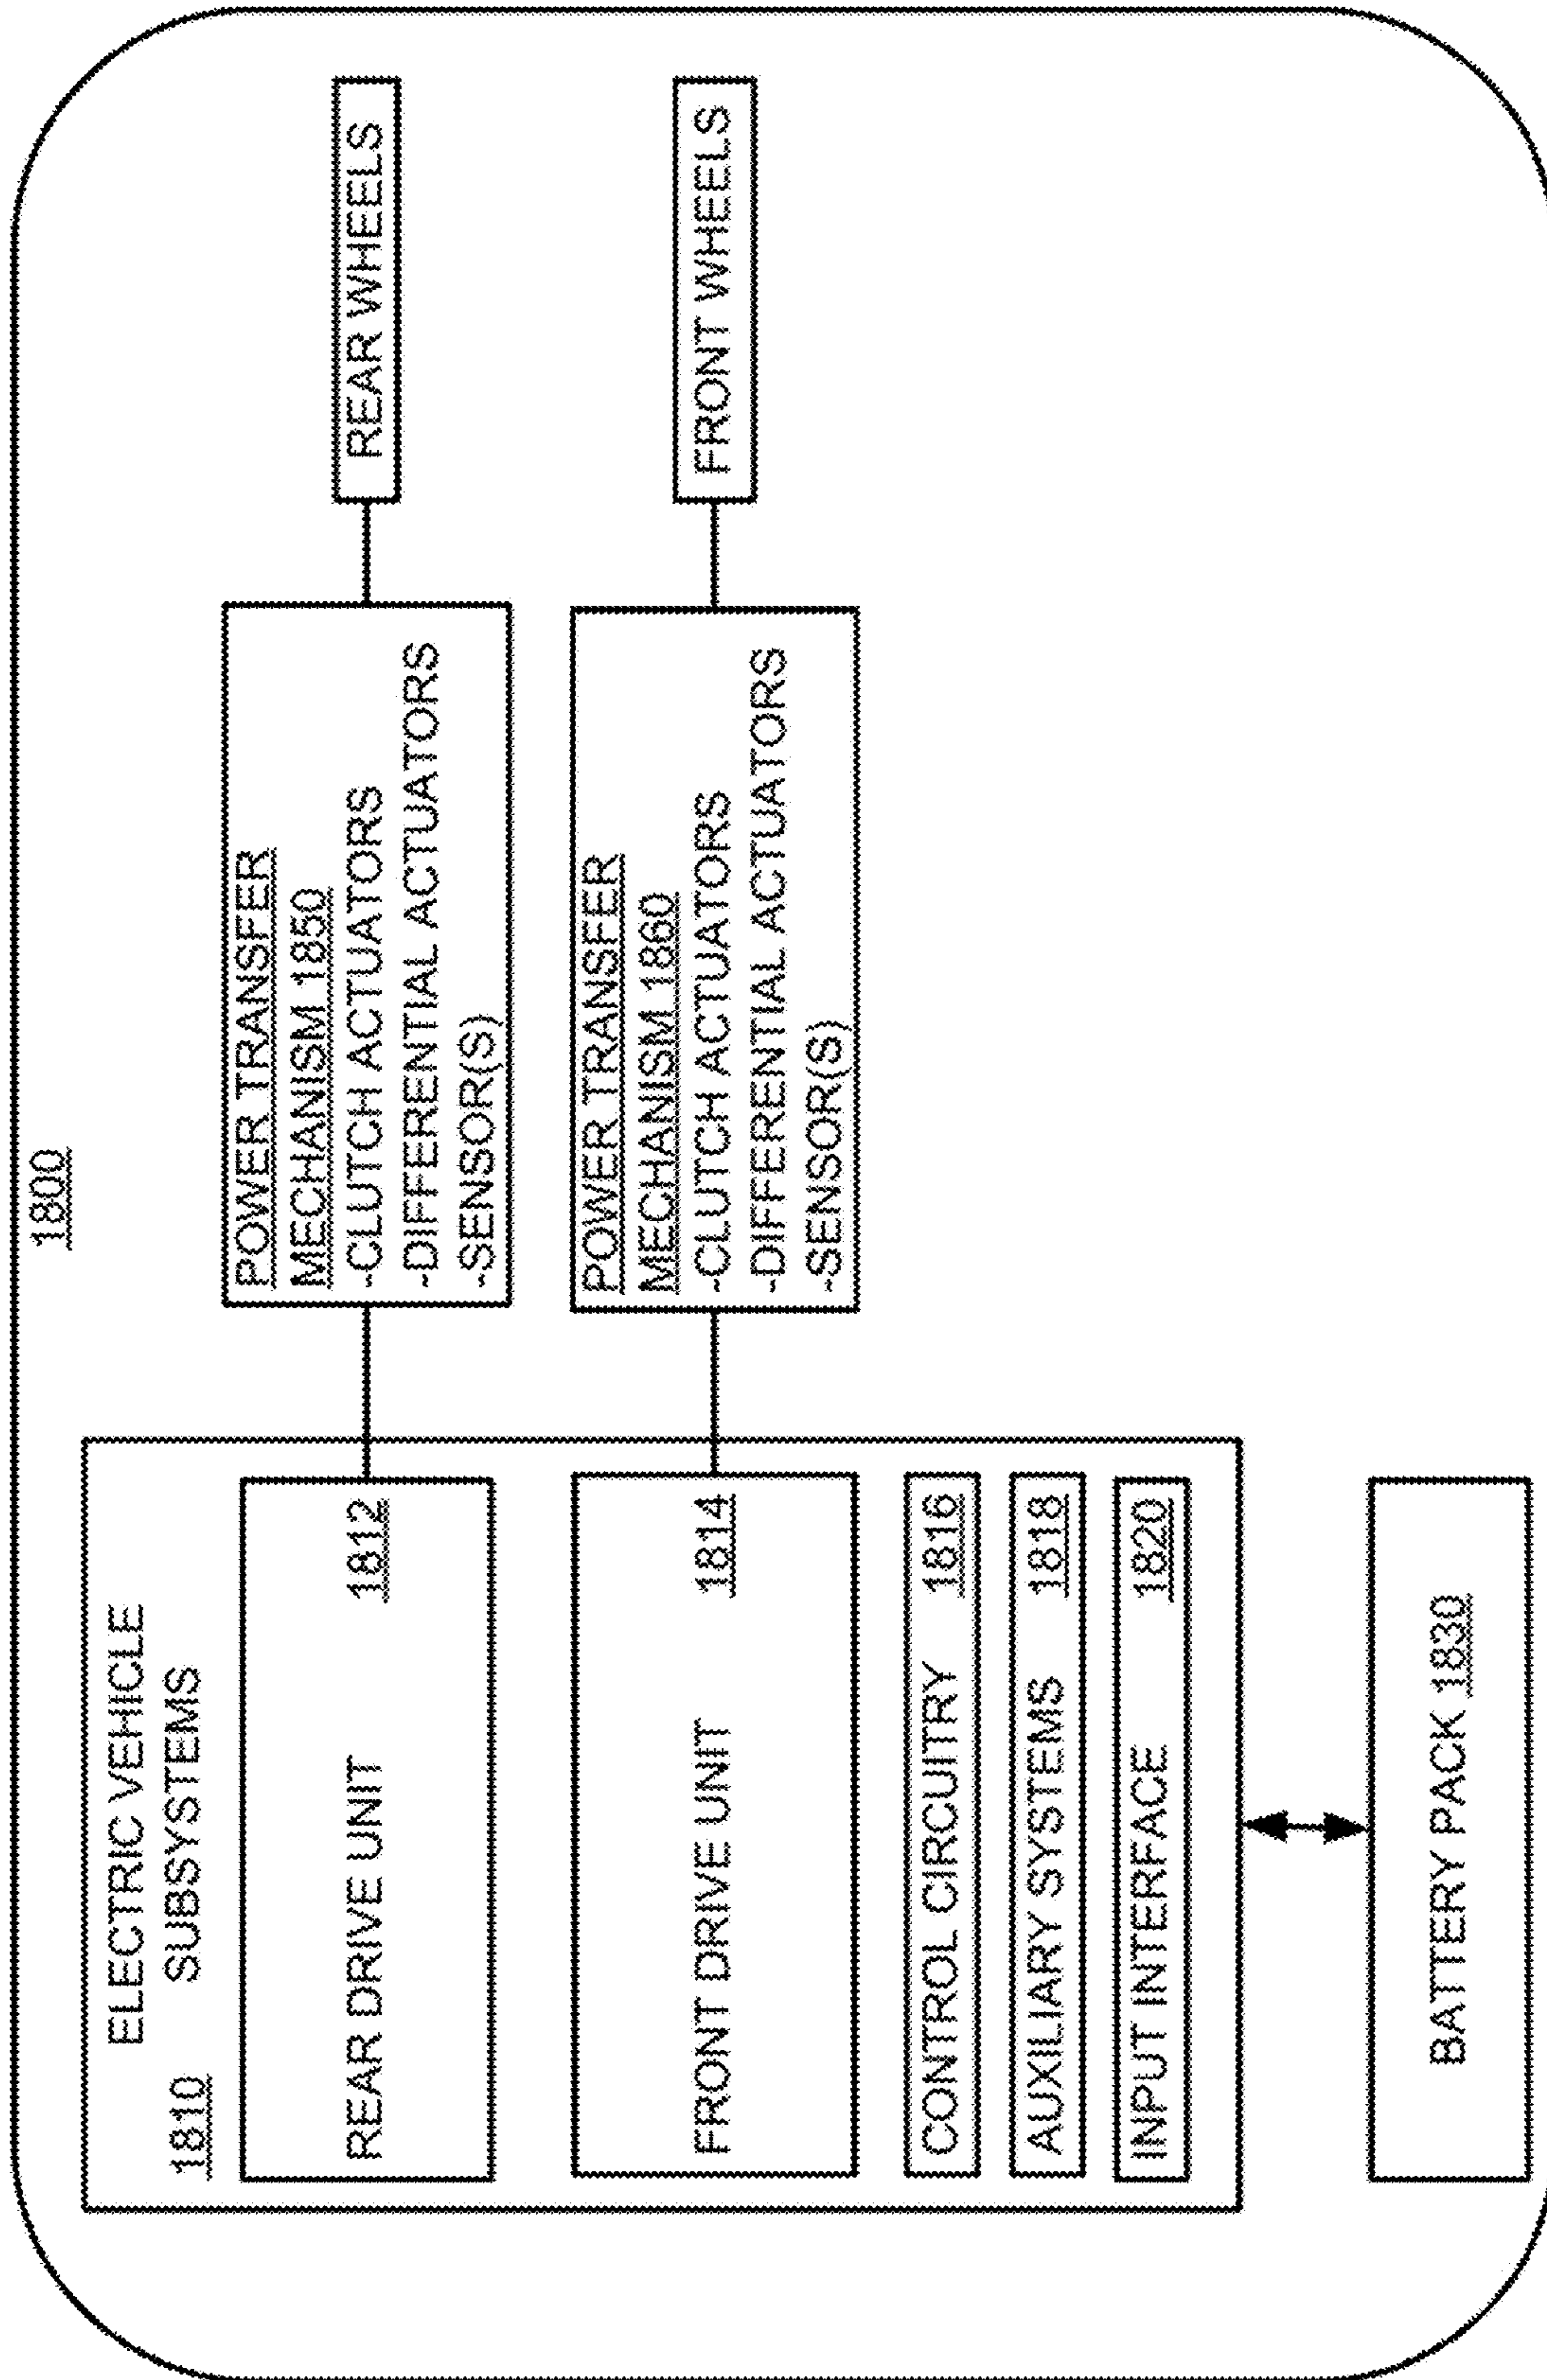 1800
ELECTRIC VEHICLE
SUBSYSTEMS
1810
REAR DRIVE UNIT 1812
FRONT DRIVE UNIT 1814
CONTROL CIRCUITRY 1816
AUXILIARY SYSTEMS 1818
INPUT INTERFACE 1820
BATTERY PACK 1830
POWER TRANSFER
MECHANISM 1850
-CLUTCH ACTUATORS
-DIFFERENTIAL ACTUATORS
-SENSOR(S)
REAR WHEELS
POWER TRANSFER
MECHANISM 1860
-CLUTCH ACTUATORS
-DIFFERENTIAL ACTUATORS
-SENSOR(S)
FRONT WHEELS